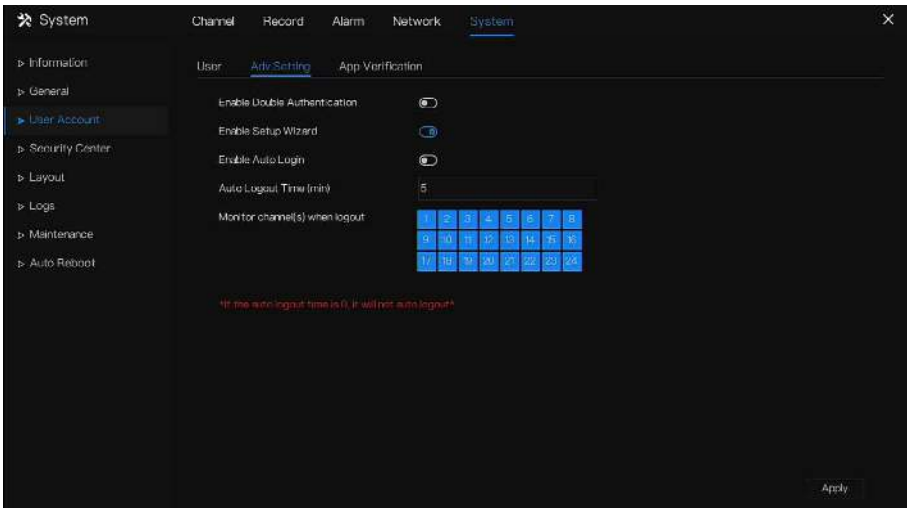 System Channel Record Alarm Network System ×
Information
General
User Account
Security Center
Layout
Logs
Maintenance
Auto Reboot
User Adv.Setting App Verification
Enable Double Authentication
Enable Setup Wizard
Enable Auto Login
Auto Logout Time (min) 5
Monitor channel(s) when logout
1 2 3 4 5 6 7 8
9 10 11 12 13 14 15 16
17 18 19 20 21 22 23 24
*If the auto logout time is 0, it will not auto logout*
Apply